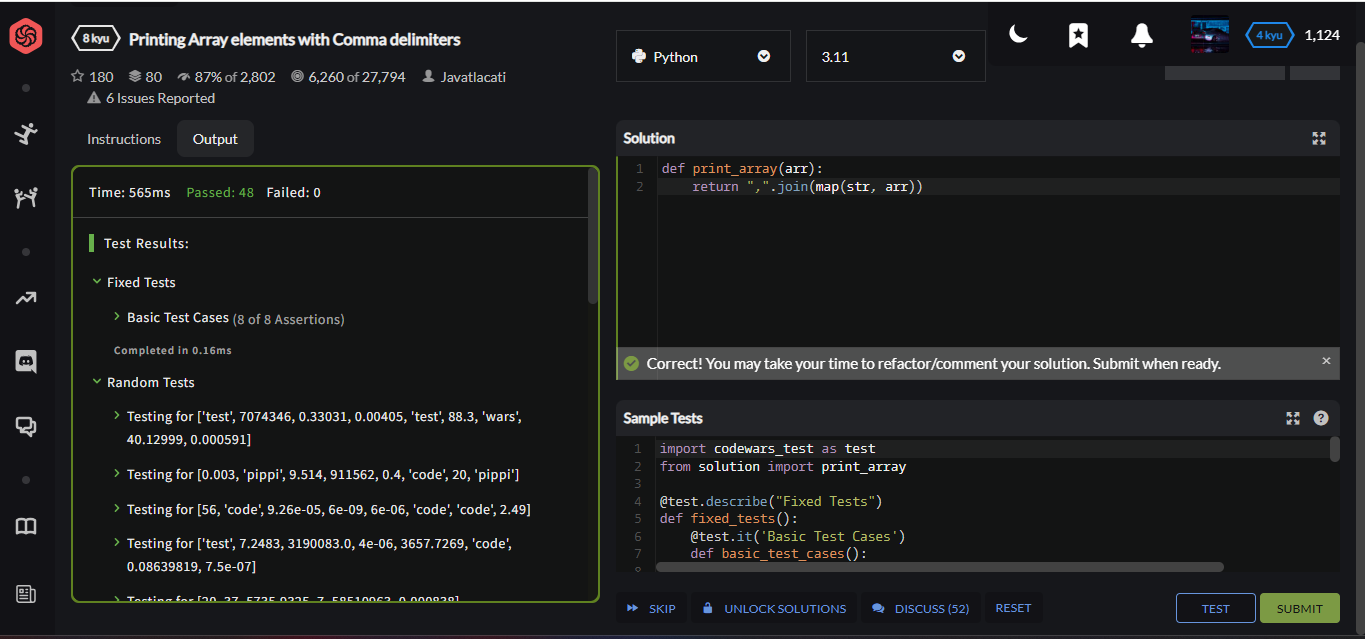 8 kyu Printing Array elements with Comma delimiters
180 80 87% of 2,802 6,260 of 27,794 Javatlacati
6 Issues Reported
Python 3.11
4 kyu 1,124
Instructions Output
Time: 565ms Passed: 48 Failed: 0
Test Results:
Fixed Tests
Basic Test Cases (8 of 8 Assertions)
Completed in 0.16ms
Random Tests
Testing for ['test', 7074346, 0.33031, 0.00405, 'test', 88.3, 'wars',
40.12999, 0.000591]
Testing for [0.003, 'pippi', 9.514, 911562, 0.4, 'code', 20, 'pippi']
Testing for [56, 'code', 9.26e-05, 6e-09, 6e-06, 'code', 'code', 2.49]
Testing for ['test', 7.2483, 3190083.0, 4e-06, 3657.7269, 'code',
0.08639819, 7.5e-07]
Testing for [20, 37, 5735.9325, 7, 58510963, 0.000838]
Solution
1 def print_array(arr):
2 return ",".join(map(str, arr))
Correct! You may take your time to refactor/comment your solution. Submit when ready. ×
Sample Tests ?
1 import codewars_test as test
2 from solution import print_array
3
4 @test.describe("Fixed Tests")
5 def fixed_tests():
6 @test.it('Basic Test Cases')
7 def basic_test_cases():
8
SKIP UNLOCK SOLUTIONS DISCUSS (52) RESET TEST SUBMIT